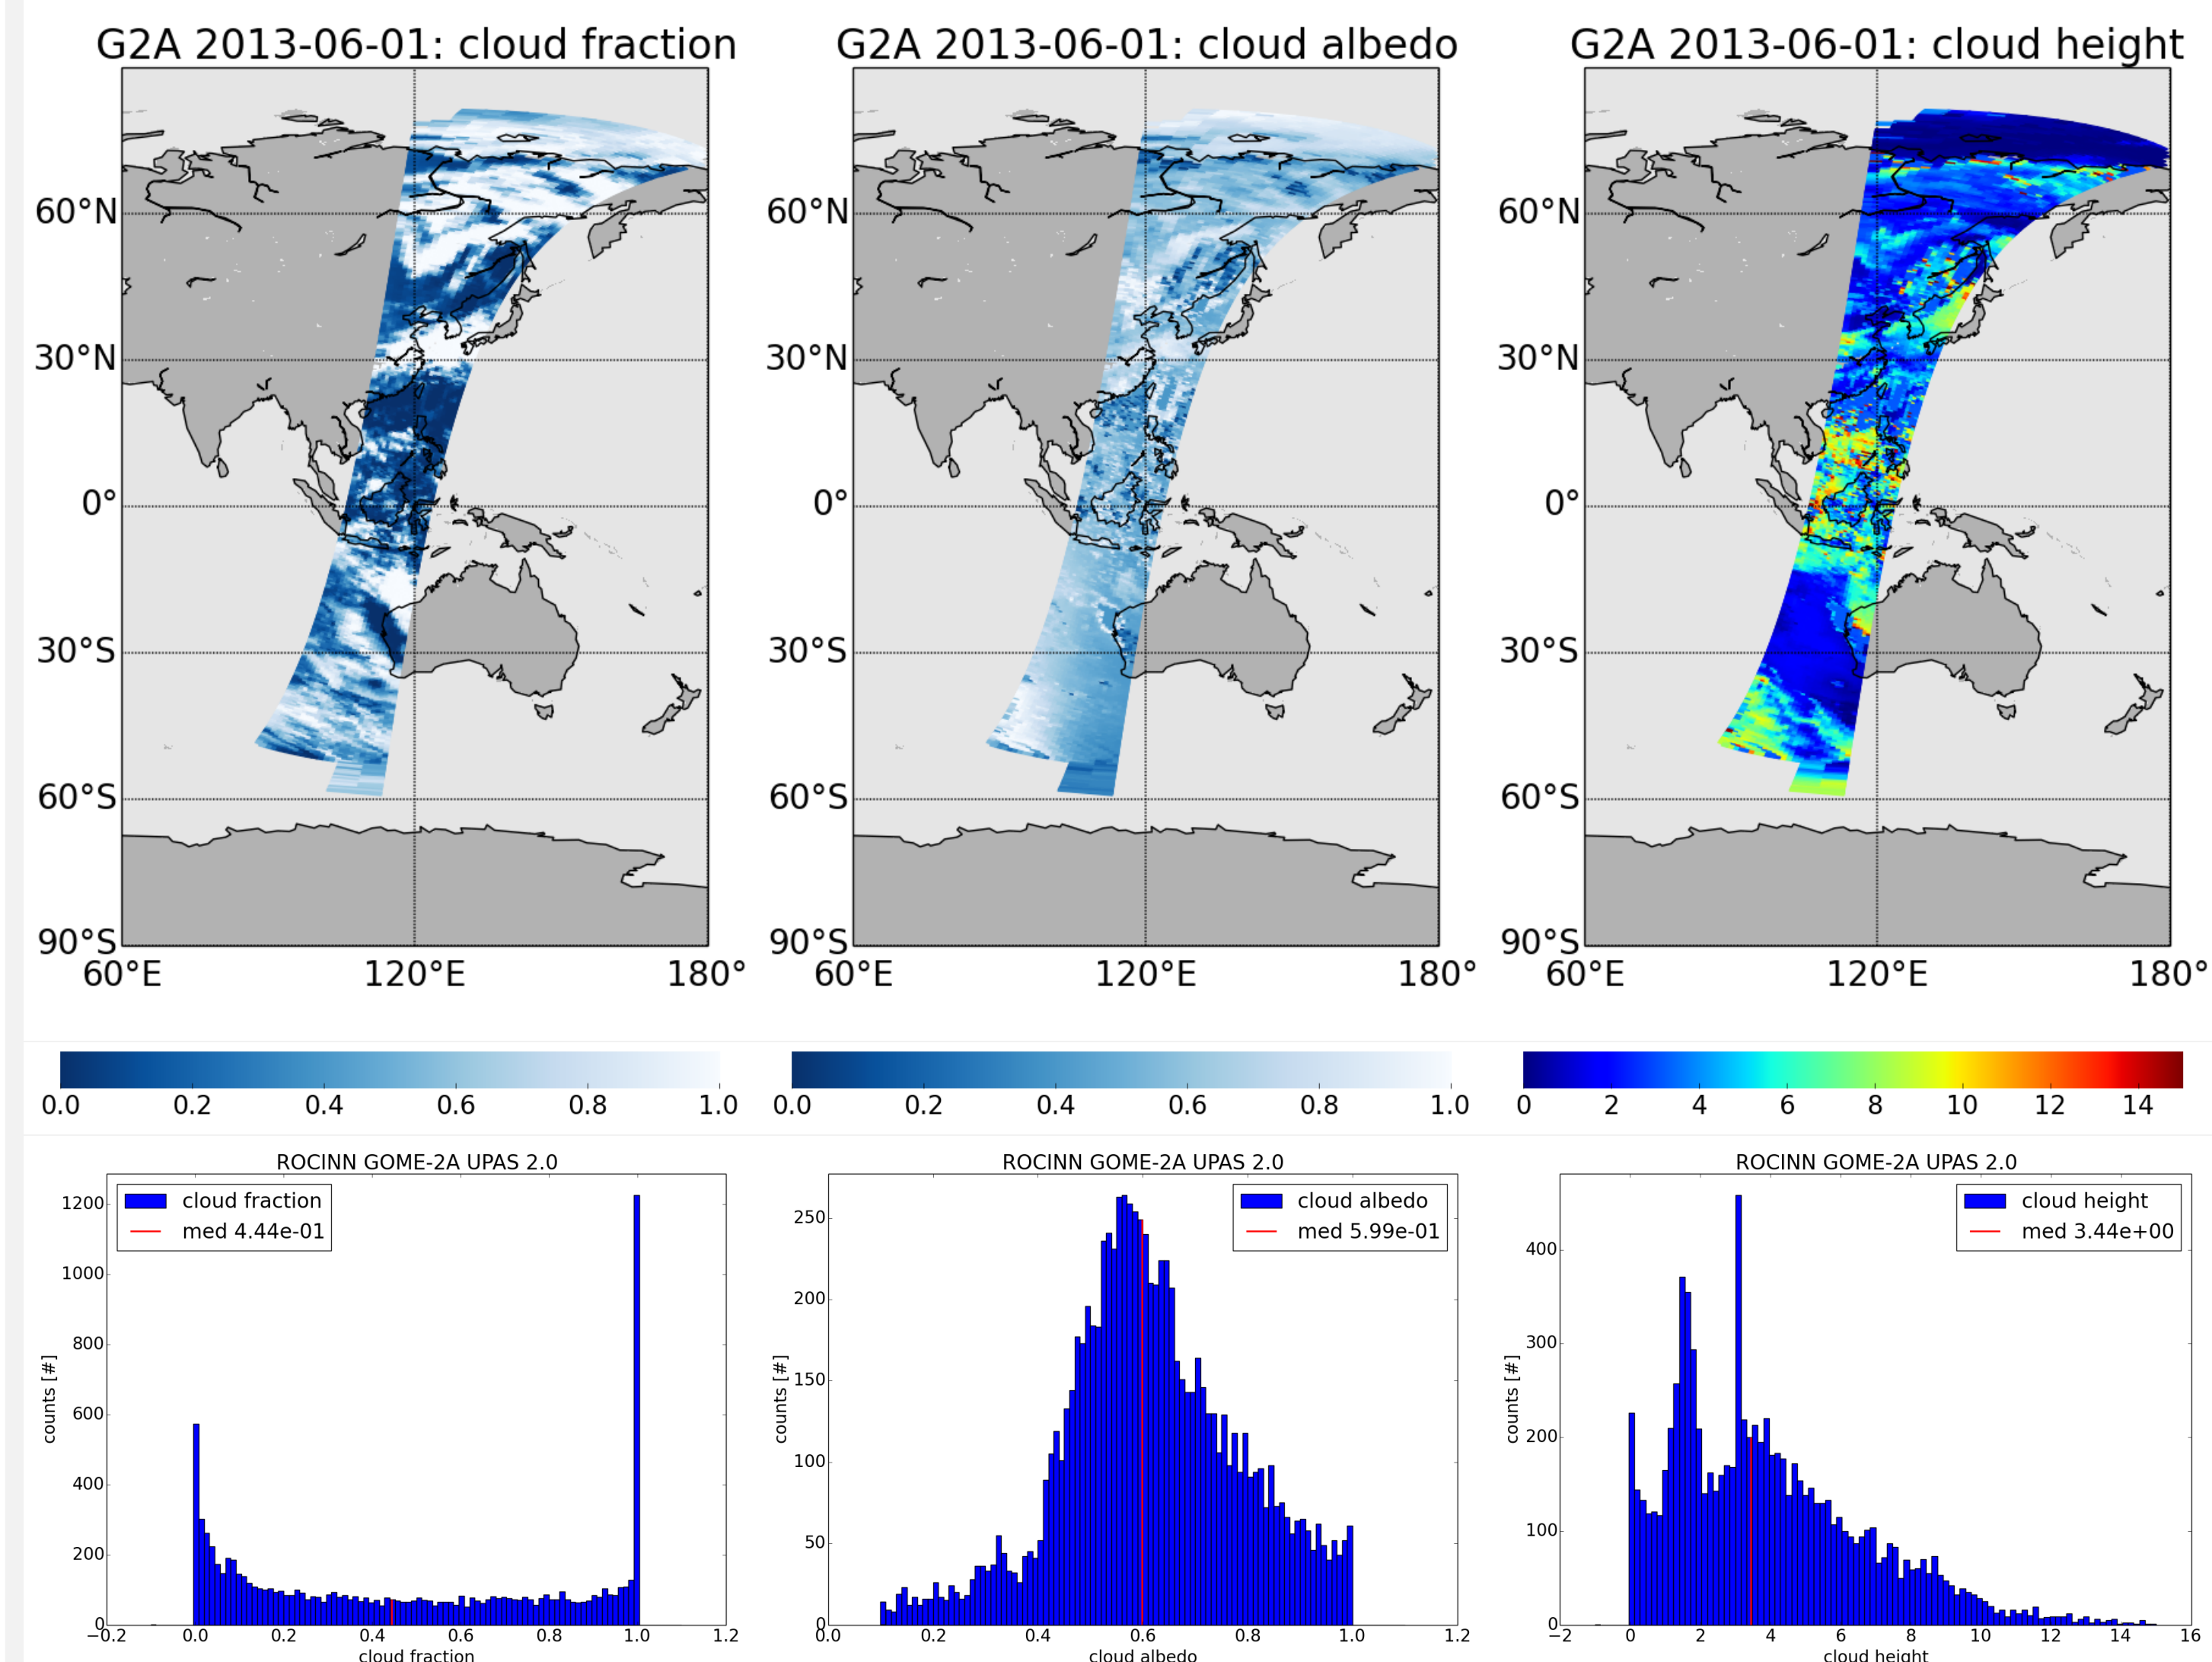 G2A 2013-06-01: cloud fraction
60°N
30°N
0°
30°S
60°S
90°S
60°E 120°E 180°
0.0 0.2 0.4 0.6 0.8 1.0
G2A 2013-06-01: cloud albedo
60°N
30°N
0°
30°S
60°S
90°S
60°E 120°E 180°
0.0 0.2 0.4 0.6 0.8 1.0
G2A 2013-06-01: cloud height
60°N
30°N
0°
30°S
60°S
90°S
60°E 120°E 180°
0 2 4 6 8 10 12 14
ROCINN GOME-2A UPAS 2.0
cloud fraction
med 4.44e-01
counts [#]
1200
1000
800
600
400
200
0
−0.2 0.0 0.2 0.4 0.6 0.8 1.0 1.2
cloud fraction
ROCINN GOME-2A UPAS 2.0
cloud albedo
med 5.99e-01
counts [#]
250
200
150
100
50
0
0.0 0.2 0.4 0.6 0.8 1.0 1.2
cloud albedo
ROCINN GOME-2A UPAS 2.0
cloud height
med 3.44e+00
counts [#]
400
300
200
100
0
−2 0 2 4 6 8 10 12 14 16
cloud height